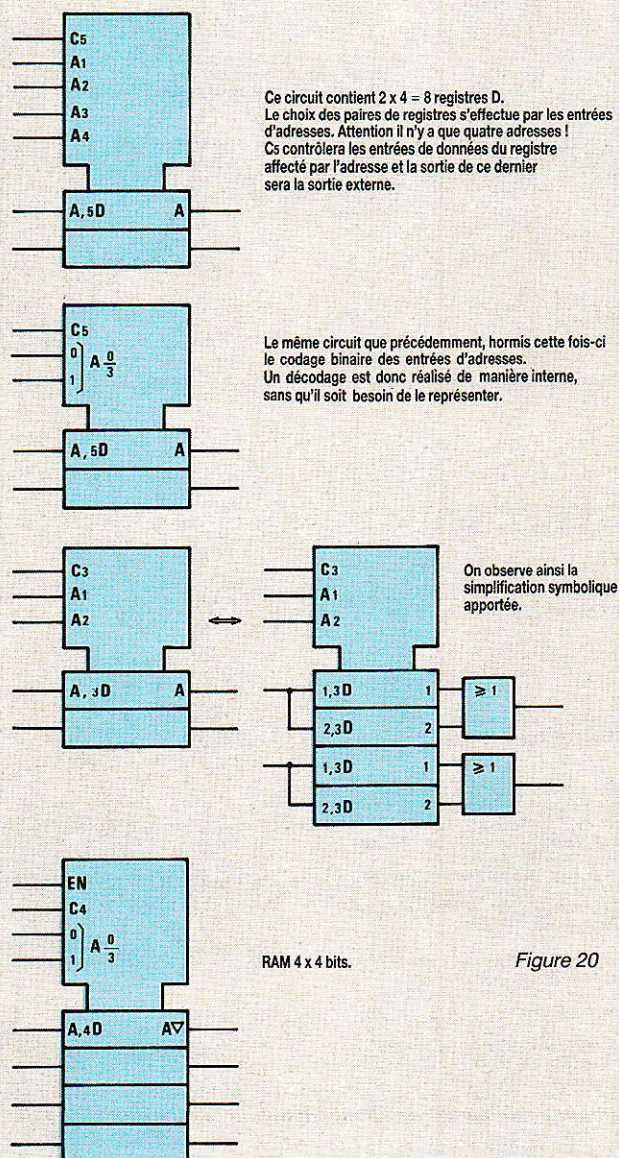 C5
A1
A2
A3
A4
A,5D A
Ce circuit contient 2 x 4 = 8 registres D.
Le choix des paires de registres s'effectue par les entrées
d'adresses. Attention il n'y a que quatre adresses !
C5 contrôlera les entrées de données du registre
affecté par l'adresse et la sortie de ce dernier
sera la sortie externe.
C5
0
1
A 0/3
A,5D A
Le même circuit que précédemment, hormis cette fois-ci
le codage binaire des entrées d'adresses.
Un décodage est donc réalisé de manière interne,
sans qu'il soit besoin de le représenter.
C3
A1
A2
A,3D A
C3
A1
A2
1,3D 1
2,3D 2
1,3D 1
2,3D 2
≥ 1
≥ 1
On observe ainsi la
simplification symbolique
apportée.
EN
C4
0
1
A 0/3
A,4D A▽
RAM 4 x 4 bits.
Figure 20